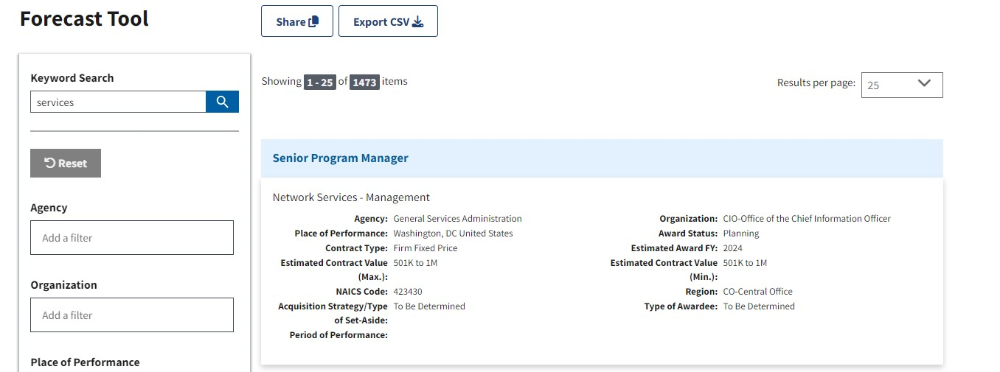 Forecast Tool
Share
Export CSV
Keyword Search
services
Reset
Agency
Add a filter
Organization
Add a filter
Place of Performance
Showing 1 - 25 of 1473 items
Results per page: 25
Senior Program Manager
Network Services - Management
Agency: General Services Administration
Place of Performance: Washington, DC United States
Contract Type: Firm Fixed Price
Estimated Contract Value 501K to 1M
(Max.):
NAICS Code: 423430
Acquisition Strategy/Type To Be Determined
of Set-Aside:
Period of Performance:
Organization: CIO-Office of the Chief Information Officer
Award Status: Planning
Estimated Award FY: 2024
Estimated Contract Value 501K to 1M
(Min.):
Region: CO-Central Office
Type of Awardee: To Be Determined